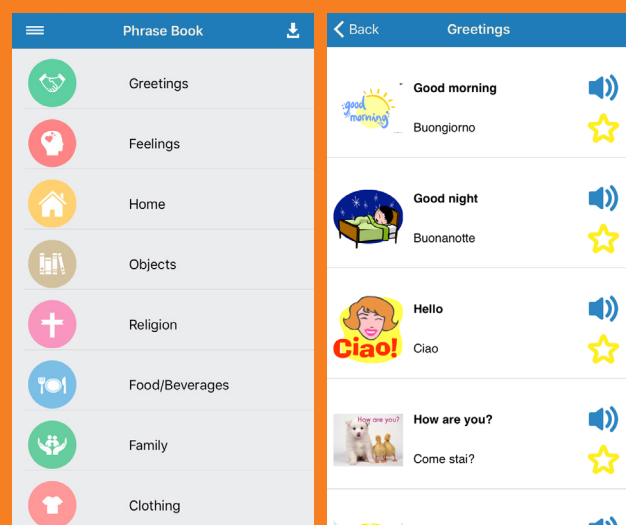 Phrase Book
Greetings
Feelings
Home
Objects
Religion
Food/Beverages
Family
Clothing
Back
Greetings
good morning
Good morning
Buongiorno
Good night
Buonanotte
Ciao!
Hello
Ciao
How are you?
How are you?
Come stai?